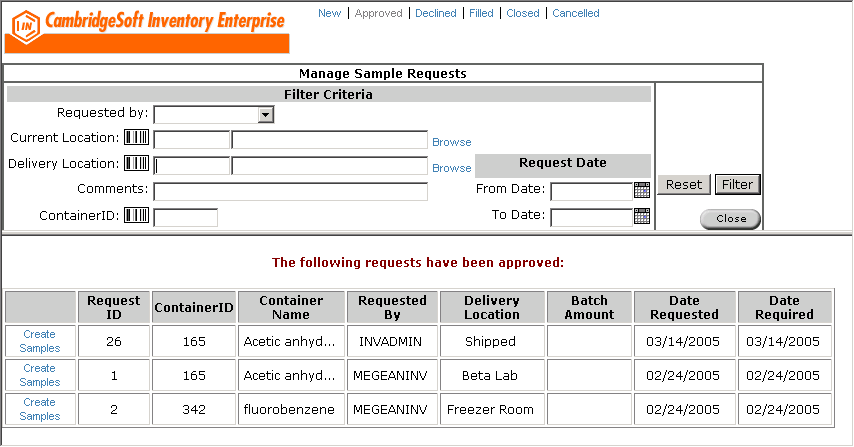 CambridgeSoft Inventory Enterprise
New | Approved | Declined | Filled | Closed | Cancelled
Manage Sample Requests
Filter Criteria
Requested by:
Current Location: Browse
Delivery Location: Browse Request Date
Comments: From Date: Reset Filter
ContainerID: To Date: Close
The following requests have been approved:
Request ID ContainerID Container Name Requested By Delivery Location Batch Amount Date Requested Date Required
Create Samples 26 165 Acetic anhyd... INVADMIN Shipped 03/14/2005 03/14/2005
Create Samples 1 165 Acetic anhyd... MEGEANINV Beta Lab 02/24/2005 02/24/2005
Create Samples 2 342 fluorobenzene MEGEANINV Freezer Room 02/24/2005 02/24/2005